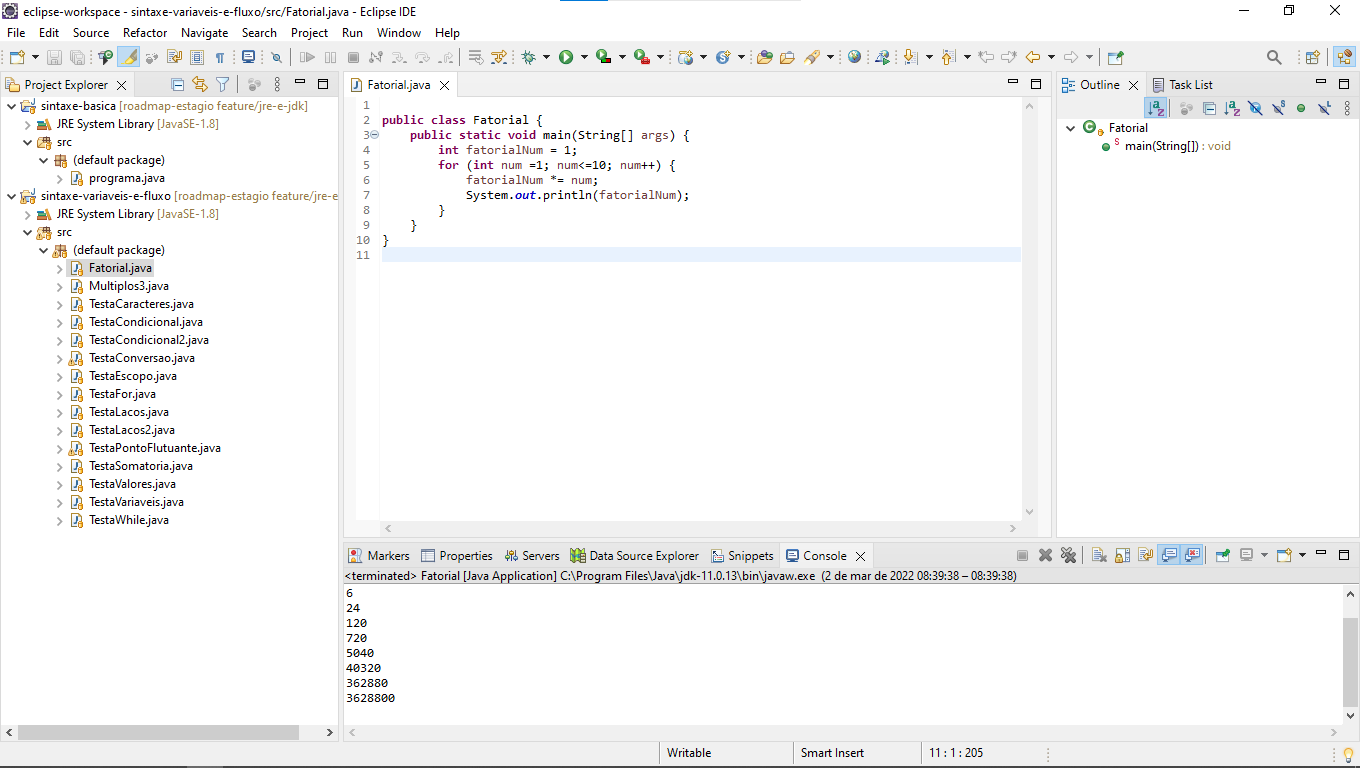 eclipse-workspace - sintaxe-variaveis-e-fluxo/src/Fatorial.java - Eclipse IDE
File Edit Source Refactor Navigate Search Project Run Window Help
Project Explorer
sintaxe-basica [roadmap-estagio feature/jre-e-jdk]
JRE System Library [JavaSE-1.8]
src
(default package)
programa.java
sintaxe-variaveis-e-fluxo [roadmap-estagio feature/jre-e
JRE System Library [JavaSE-1.8]
src
(default package)
Fatorial.java
Multiplos3.java
TestaCaracteres.java
TestaCondicional.java
TestaCondicional2.java
TestaConversao.java
TestaEscopo.java
TestaFor.java
TestaLacos.java
TestaLacos2.java
TestaPontoFlutuante.java
TestaSomatoria.java
TestaValores.java
TestaVariaveis.java
TestaWhile.java
Fatorial.java
1
2 public class Fatorial {
3 public static void main(String[] args) {
4 int fatorialNum = 1;
5 for (int num =1; num<=10; num++) {
6 fatorialNum *= num;
7 System.out.println(fatorialNum);
8 }
9 }
10 }
11
Outline Task List
Fatorial
main(String[]) : void
Markers Properties Servers Data Source Explorer Snippets Console
<terminated> Fatorial [Java Application] C:\Program Files\Java\jdk-11.0.13\bin\javaw.exe (2 de mar de 2022 08:39:38 – 08:39:38)
6
24
120
720
5040
40320
362880
3628800
Writable Smart Insert 11 : 1 : 205